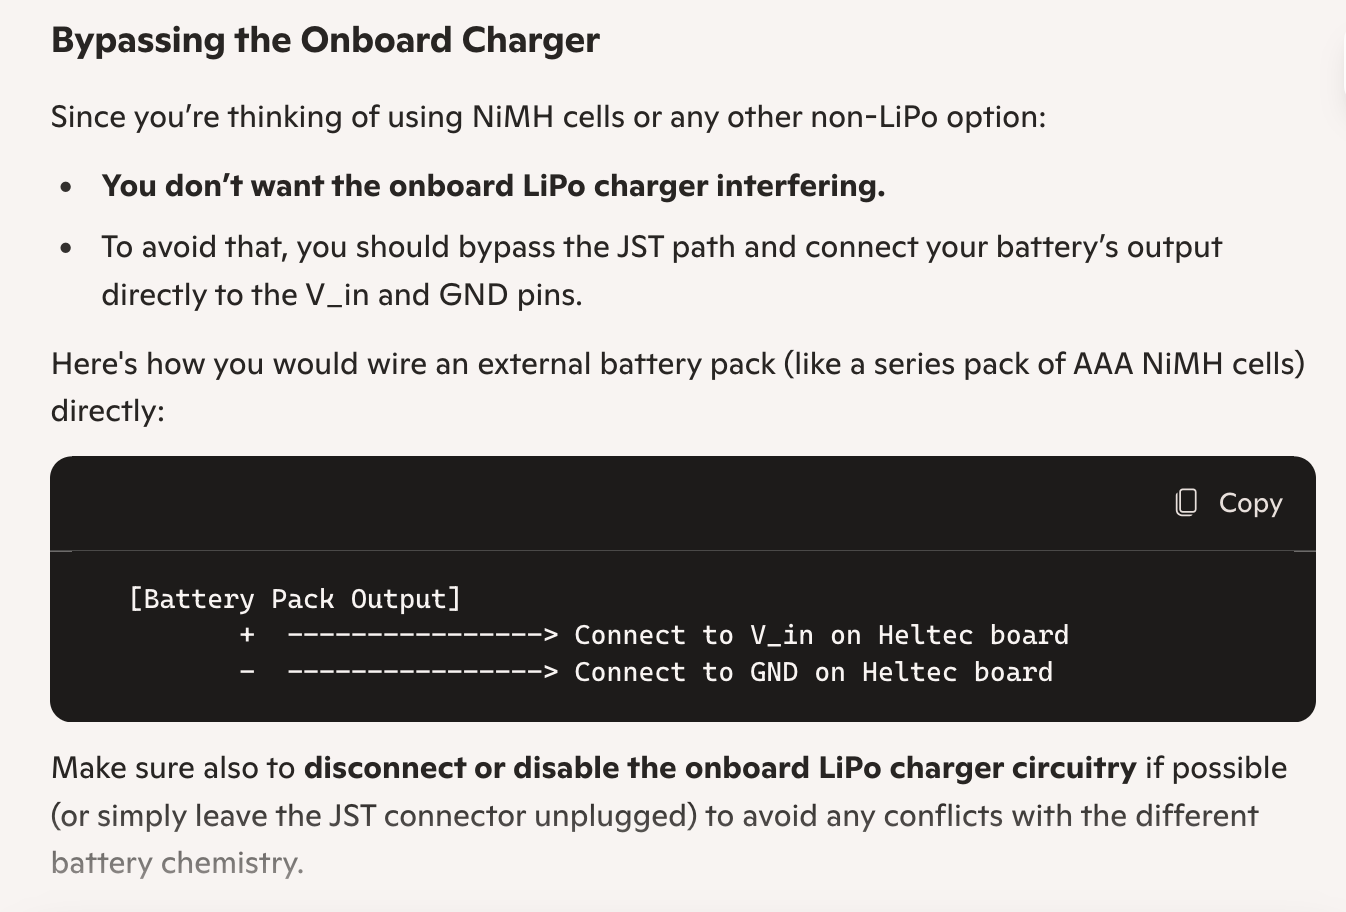 Bypassing the Onboard Charger
Since you’re thinking of using NiMH cells or any other non-LiPo option:
• You don’t want the onboard LiPo charger interfering.
• To avoid that, you should bypass the JST path and connect your battery’s output
directly to the V_in and GND pins.
Here's how you would wire an external battery pack (like a series pack of AAA NiMH cells)
directly:
Copy
[Battery Pack Output]
+ ----------------> Connect to V_in on Heltec board
- ----------------> Connect to GND on Heltec board
Make sure also to disconnect or disable the onboard LiPo charger circuitry if possible
(or simply leave the JST connector unplugged) to avoid any conflicts with the different
battery chemistry.